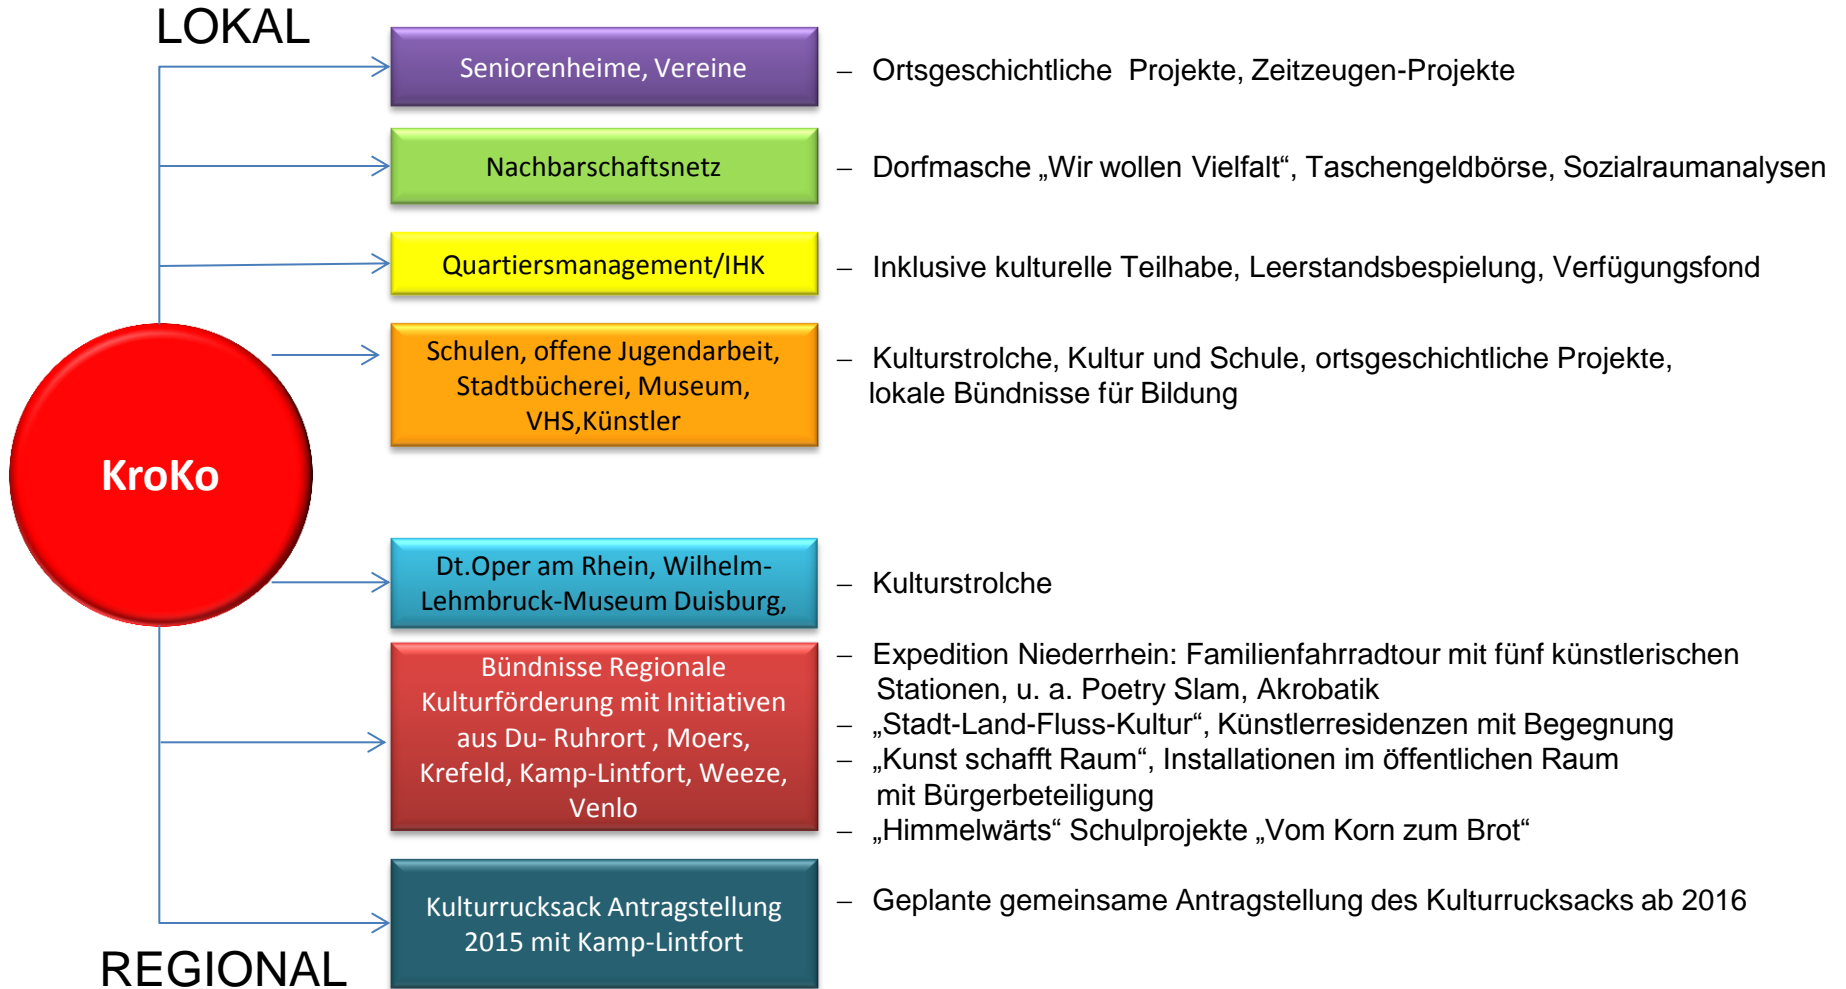 LOKAL
Seniorenheime, Vereine
– Ortsgeschichtliche Projekte, Zeitzeugen-Projekte
Nachbarschaftsnetz
– Dorfmasche „Wir wollen Vielfalt“, Taschengeldbörse, Sozialraumanalysen
Quartiersmanagement/IHK
– Inklusive kulturelle Teilhabe, Leerstandsbespielung, Verfügungsfond
Schulen, offene Jugendarbeit,
Stadtbücherei, Museum,
VHS,Künstler
– Kulturstrolche, Kultur und Schule, ortsgeschichtliche Projekte,
lokale Bündnisse für Bildung
KroKo
Dt.Oper am Rhein, Wilhelm-
Lehmbruck-Museum Duisburg,
– Kulturstrolche
Bündnisse Regionale
Kulturförderung mit Initiativen
aus Du- Ruhrort , Moers,
Krefeld, Kamp-Lintfort, Weeze,
Venlo
– Expedition Niederrhein: Familienfahrradtour mit fünf künstlerischen
Stationen, u. a. Poetry Slam, Akrobatik
– „Stadt-Land-Fluss-Kultur“, Künstlerresidenzen mit Begegnung
– „Kunst schafft Raum“, Installationen im öffentlichen Raum
mit Bürgerbeteiligung
– „Himmelwärts“ Schulprojekte „Vom Korn zum Brot“
Kulturrucksack Antragstellung
2015 mit Kamp-Lintfort
– Geplante gemeinsame Antragstellung des Kulturrucksacks ab 2016
REGIONAL